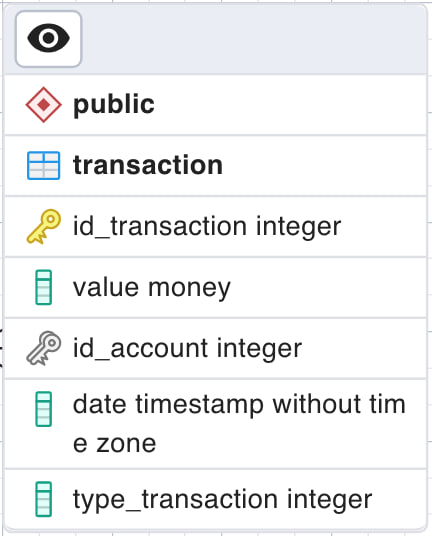 public
transaction
id_transaction integer
value money
id_account integer
date timestamp without tim
e zone
type_transaction integer